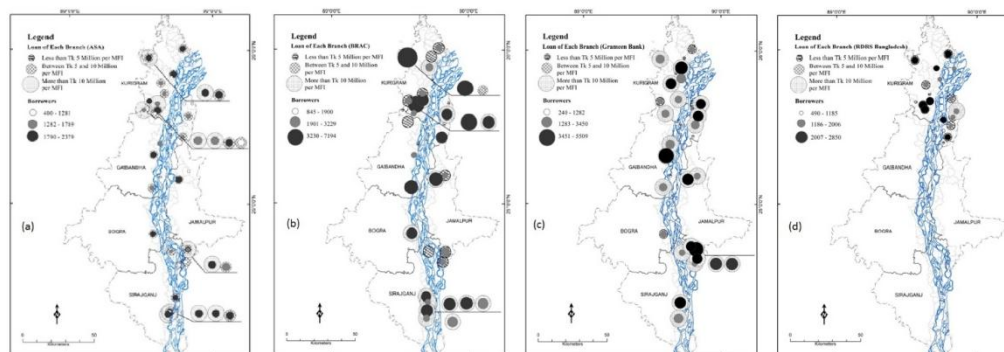 Legend
Loan of Each Branch (ASA)
Less than Tk 5 Million per MFI
Between Tk 5 and 10 Million
per MFI
More than Tk 10 Million
Borrowers
490 - 1281
1282 - 1789
1790 - 2379
KURIGRAM
GAIBANDHA
JAMALPUR
BOGRA
SIRAJGANJ
(a)
Kilometers
Legend
Loan of Each Branch (BRAC)
Less than Tk 5 Million per MFI
Between Tk 5 and 10 Million
per MFI
More than Tk 10 Million
per MFI
Borrowers
845 - 1900
1901 - 3229
3230 - 7194
KURIGRAM
GAIBANDHA
JAMALPUR
BOGRA
SIRAJGANJ
(b)
Kilometers
Legend
Loan of Each Branch (Grameen Bank)
Less than Tk 5 Million per MFI
Between Tk 5 and 10 Million
per MFI
More than Tk 10 Million
per MFI
Borrowers
240 - 1282
1283 - 3450
3451 - 5509
KURIGRAM
GAIBANDHA
JAMALPUR
BOGRA
SIRAJGANJ
(c)
Kilometers
Legend
Loan of Each Branch (RDRS Bangladesh)
Less than Tk 5 Million per MFI
Between Tk 5 and 10 Million
per MFI
More than Tk 10 Million
per MFI
Borrowers
490 - 1185
1186 - 2006
2007 - 2850
KURIGRAM
GAIBANDHA
JAMALPUR
BOGRA
SIRAJGANJ
(d)
Kilometers